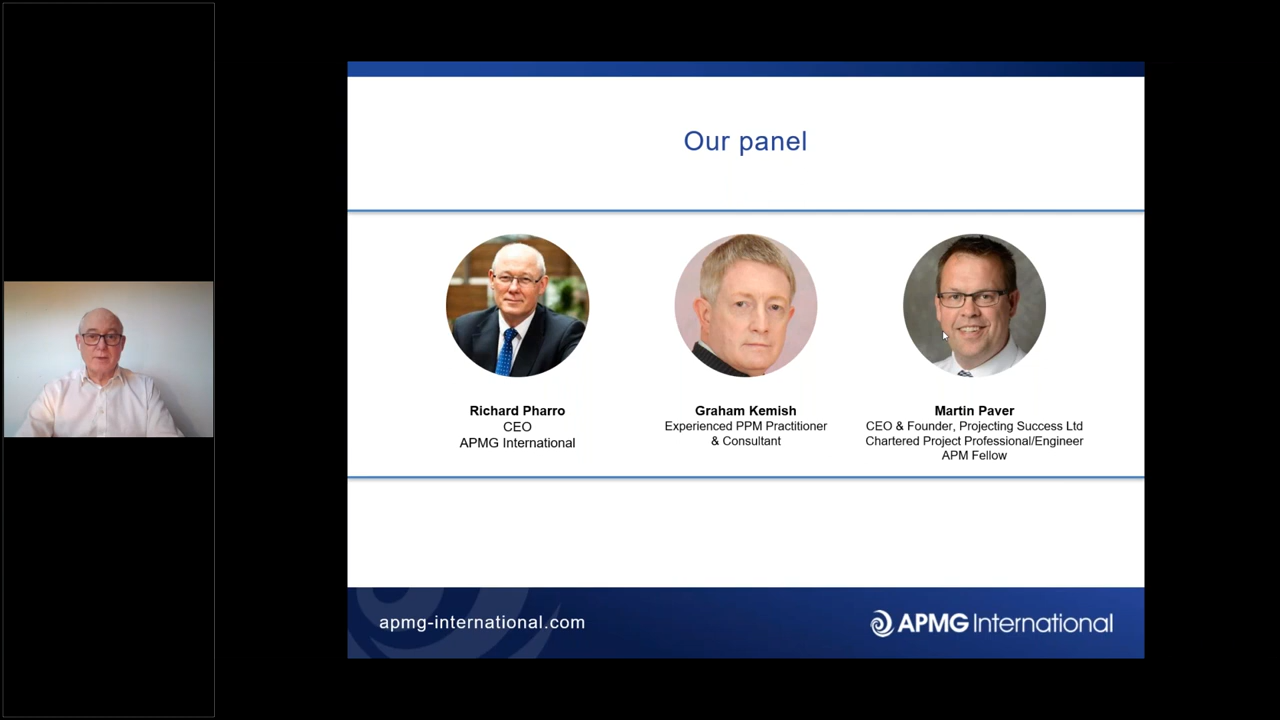 Our panel
Richard Pharro
CEO
APMG International
Graham Kemish
Experienced PPM Practitioner
& Consultant
Martin Paver
CEO & Founder, Projecting Success Ltd
Chartered Project Professional/Engineer
APM Fellow
apmg-international.com
APMG International